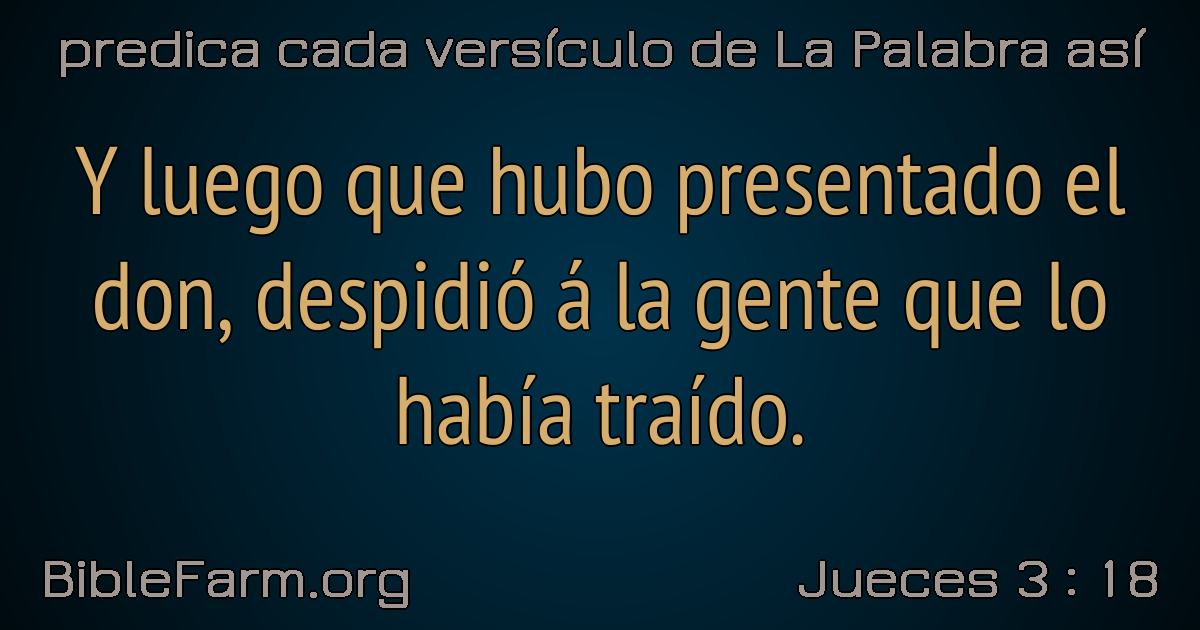 predica cada versículo de La Palabra así
Y luego que hubo presentado el
don, despidió á la gente que lo
había traído.
BibleFarm.org
Jueces 3 : 18